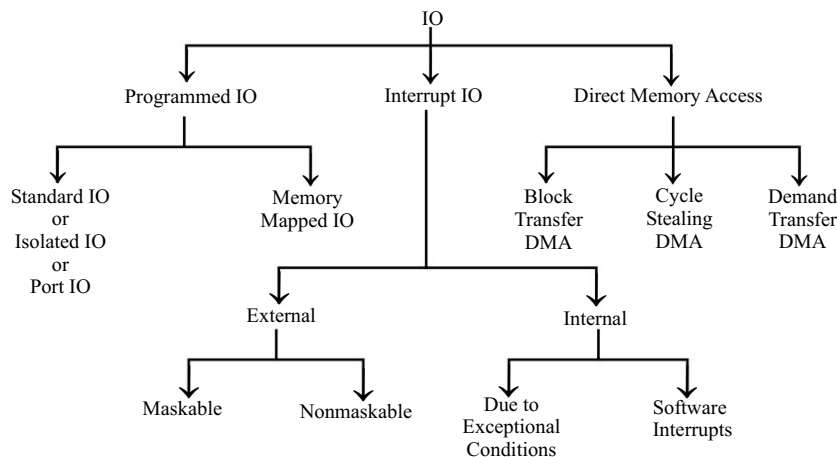 IO
Programmed IO
Interrupt IO
Direct Memory Access
Standard IO
or
Isolated IO
or
Port IO
Memory
Mapped IO
Block
Transfer
DMA
Cycle
Stealing
DMA
Demand
Transfer
DMA
External
Internal
Maskable
Nonmaskable
Due to
Exceptional
Conditions
Software
Interrupts